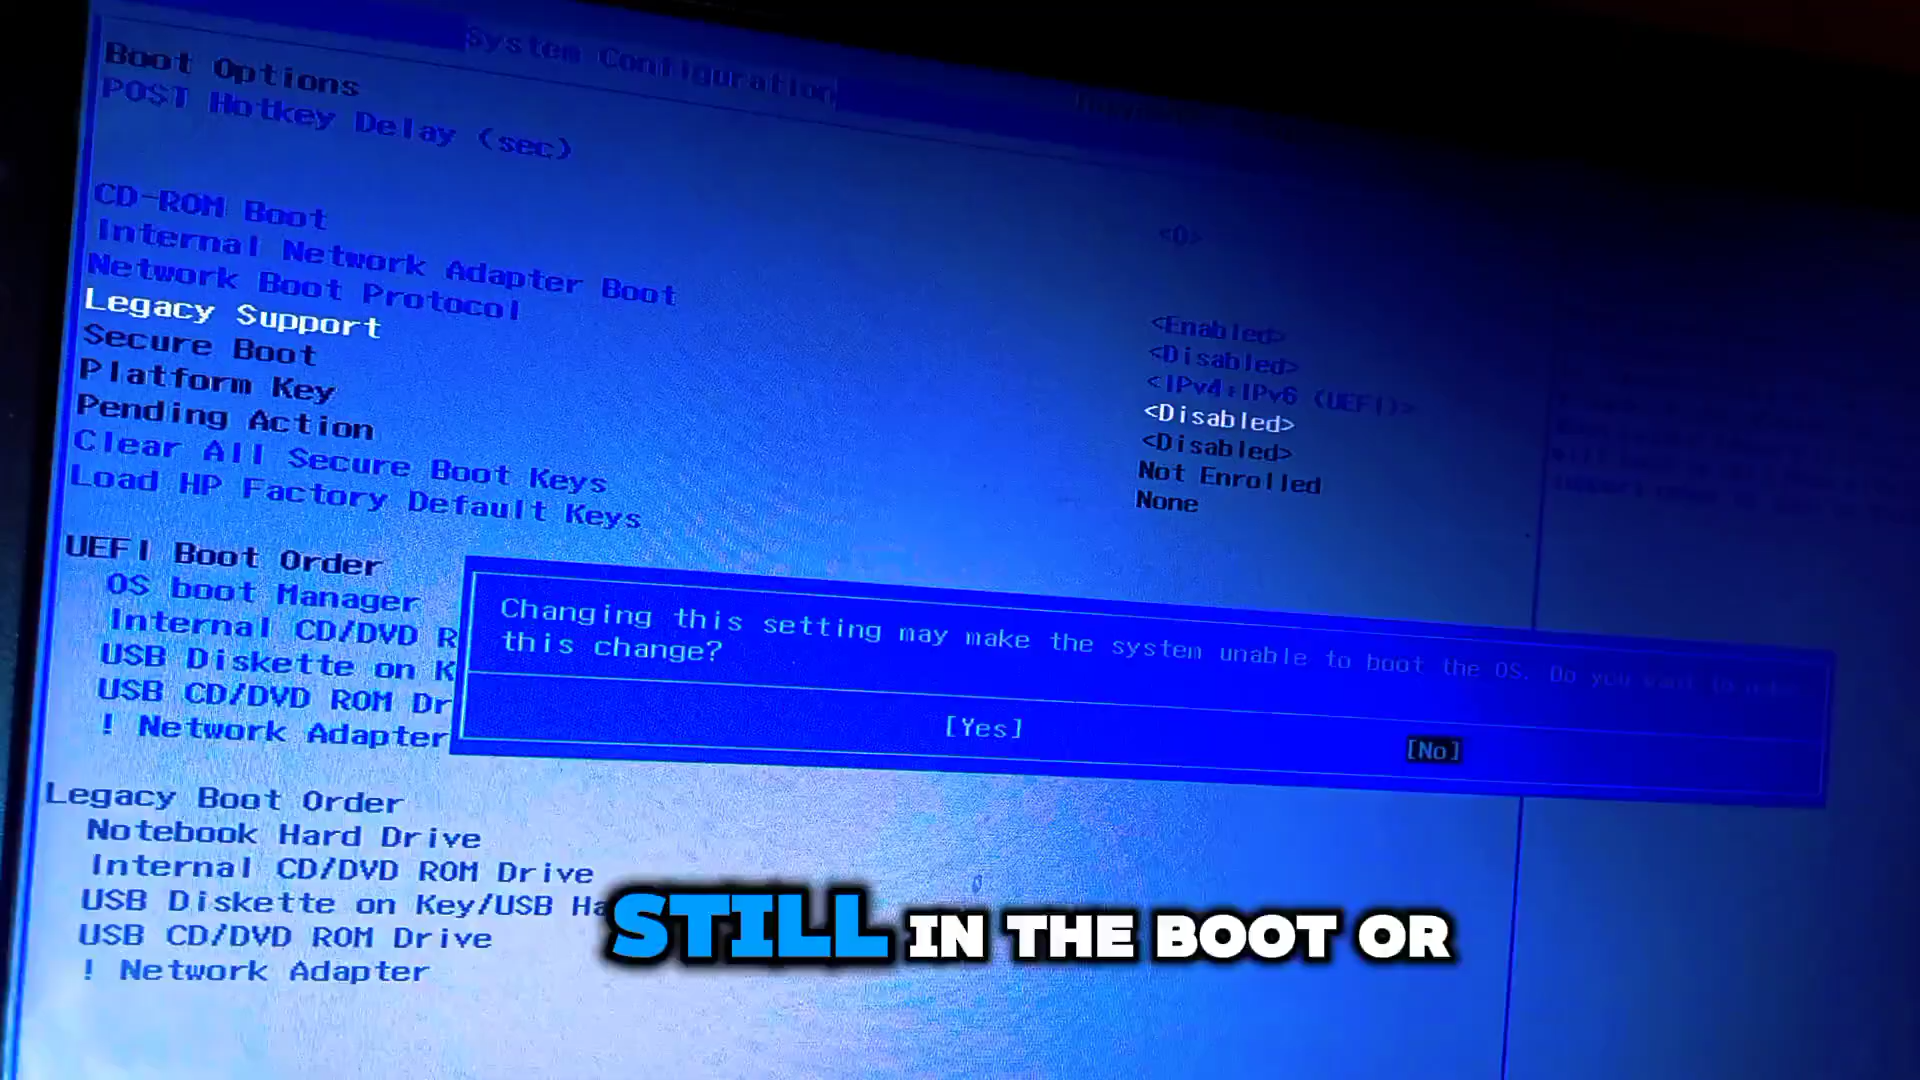 System Configuration
Boot Options
POST Hotkey Delay (sec)
<0>
CD-ROM Boot <Enabled>
Internal Network Adapter Boot <Disabled>
Network Boot Protocol <IPv4+IPv6 (UEFI)>
Legacy Support <Disabled>
Secure Boot <Disabled>
Platform Key Not Enrolled
Pending Action None
Clear All Secure Boot Keys
Load HP Factory Default Keys
UEFI Boot Order
OS boot Manager
Internal CD/DVD R
USB Diskette on K
USB CD/DVD ROM Dr
! Network Adapter
Changing this setting may make the system unable to boot the OS. Do you want to
this change?
[Yes] [No]
Legacy Boot Order
Notebook Hard Drive
Internal CD/DVD ROM Drive
USB Diskette on Key/USB Ha
USB CD/DVD ROM Drive
! Network Adapter
STILL IN THE BOOT OR